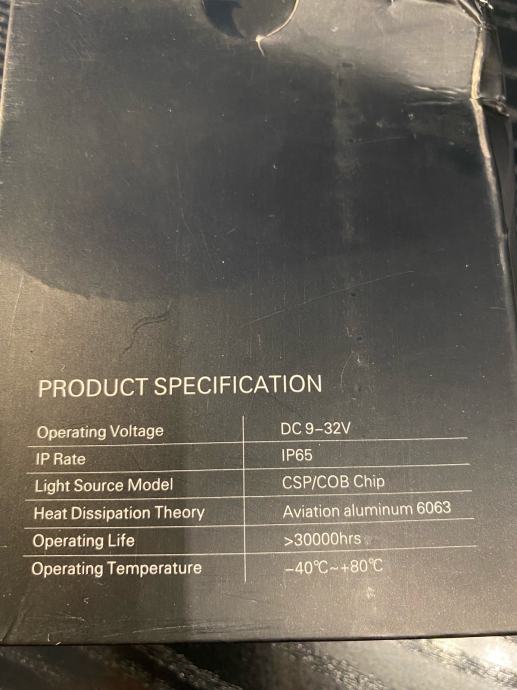 PRODUCT SPECIFICATION
Operating Voltage DC 9–32V
IP Rate IP65
Light Source Model CSP/COB Chip
Heat Dissipation Theory Aviation aluminum 6063
Operating Life >30000hrs
Operating Temperature −40℃~+80℃